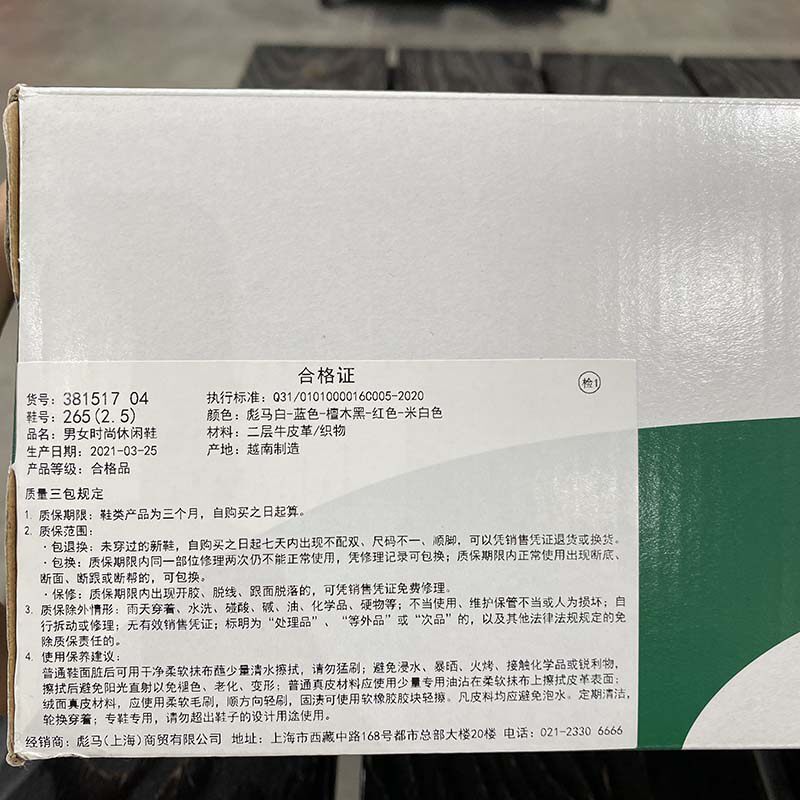 合格证
检1
货号：381517 04 执行标准：Q31/0101000016C005-2020
鞋号：265(2.5) 颜色：彪马白-蓝色-檀木黑-红色-米白色
品名：男女时尚休闲鞋 材料：二层牛皮革/织物
生产日期：2021-03-25 产地：越南制造
产品等级：合格品
质量三包规定
1. 质保期限：鞋类产品为三个月，自购买之日起算。
2. 质保范围：
·包退换：未穿过的新鞋，自购买之日起七天内出现不配双、尺码不一、顺脚，可以凭销售凭证退货或换货。
·包换：质保期限内同一部位修理两次仍不能正常使用，凭修理记录可包换；质保期限内正常使用出现断底、
断面、断跟或断帮的，可包换。
·保修：质保期限内出现开胶、脱线、跟面脱落的，可凭销售凭证免费修理。
3. 质保除外情形：雨天穿着、水洗、碰酸、碱、油、化学品、硬物等；不当使用、维护保管不当或人为损坏；自
行拆动或修理；无有效销售凭证；标明为“处理品”、“等外品”或“次品”的，以及其他法律法规规定的免
除质保责任的。
4. 使用保养建议：
普通鞋面脏后可用干净柔软抹布蘸少量清水擦拭，请勿猛刷；避免浸水、暴晒、火烤、接触化学品或锐利物，
擦拭后避免阳光直射以免褪色、老化、变形；普通真皮材料应使用少量专用油沾在柔软抹布上擦拭皮革表面；
绒面真皮材料，应使用柔软毛刷，顺方向轻刷，固渍可使用软橡胶胶块轻擦。凡皮料均应避免泡水。定期清洁，
轮换穿着；专鞋专用，请勿超出鞋子的设计用途使用。
经销商：彪马(上海)商贸有限公司 地址：上海市西藏中路168号都市总部大楼20楼 电话：021-2330 6666